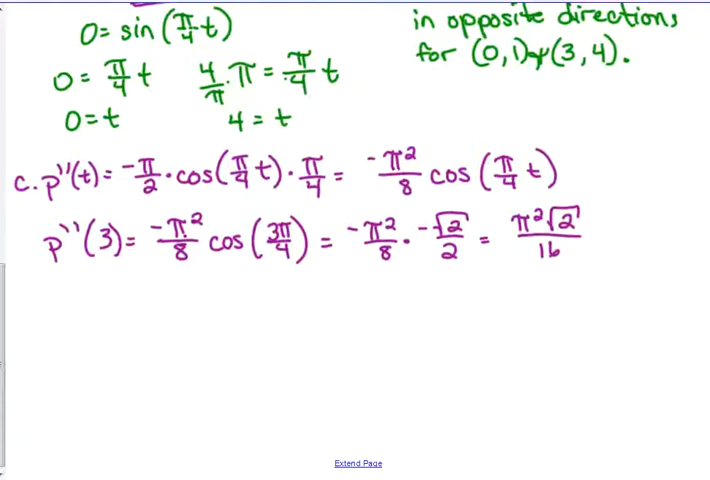 0 = sin(π/4 t)
0 = π/4 t    4/π · π = π/4 t
0 = t    4 = t
in opposite directions
for (0,1) & (3,4).
c. p''(t) = -π/2 · cos(π/4 t) · π/4 = -π²/8 cos(π/4 t)
p''(3) = -π²/8 cos(3π/4) = -π²/8 · -√2/2 = π²√2/16
Extend Page